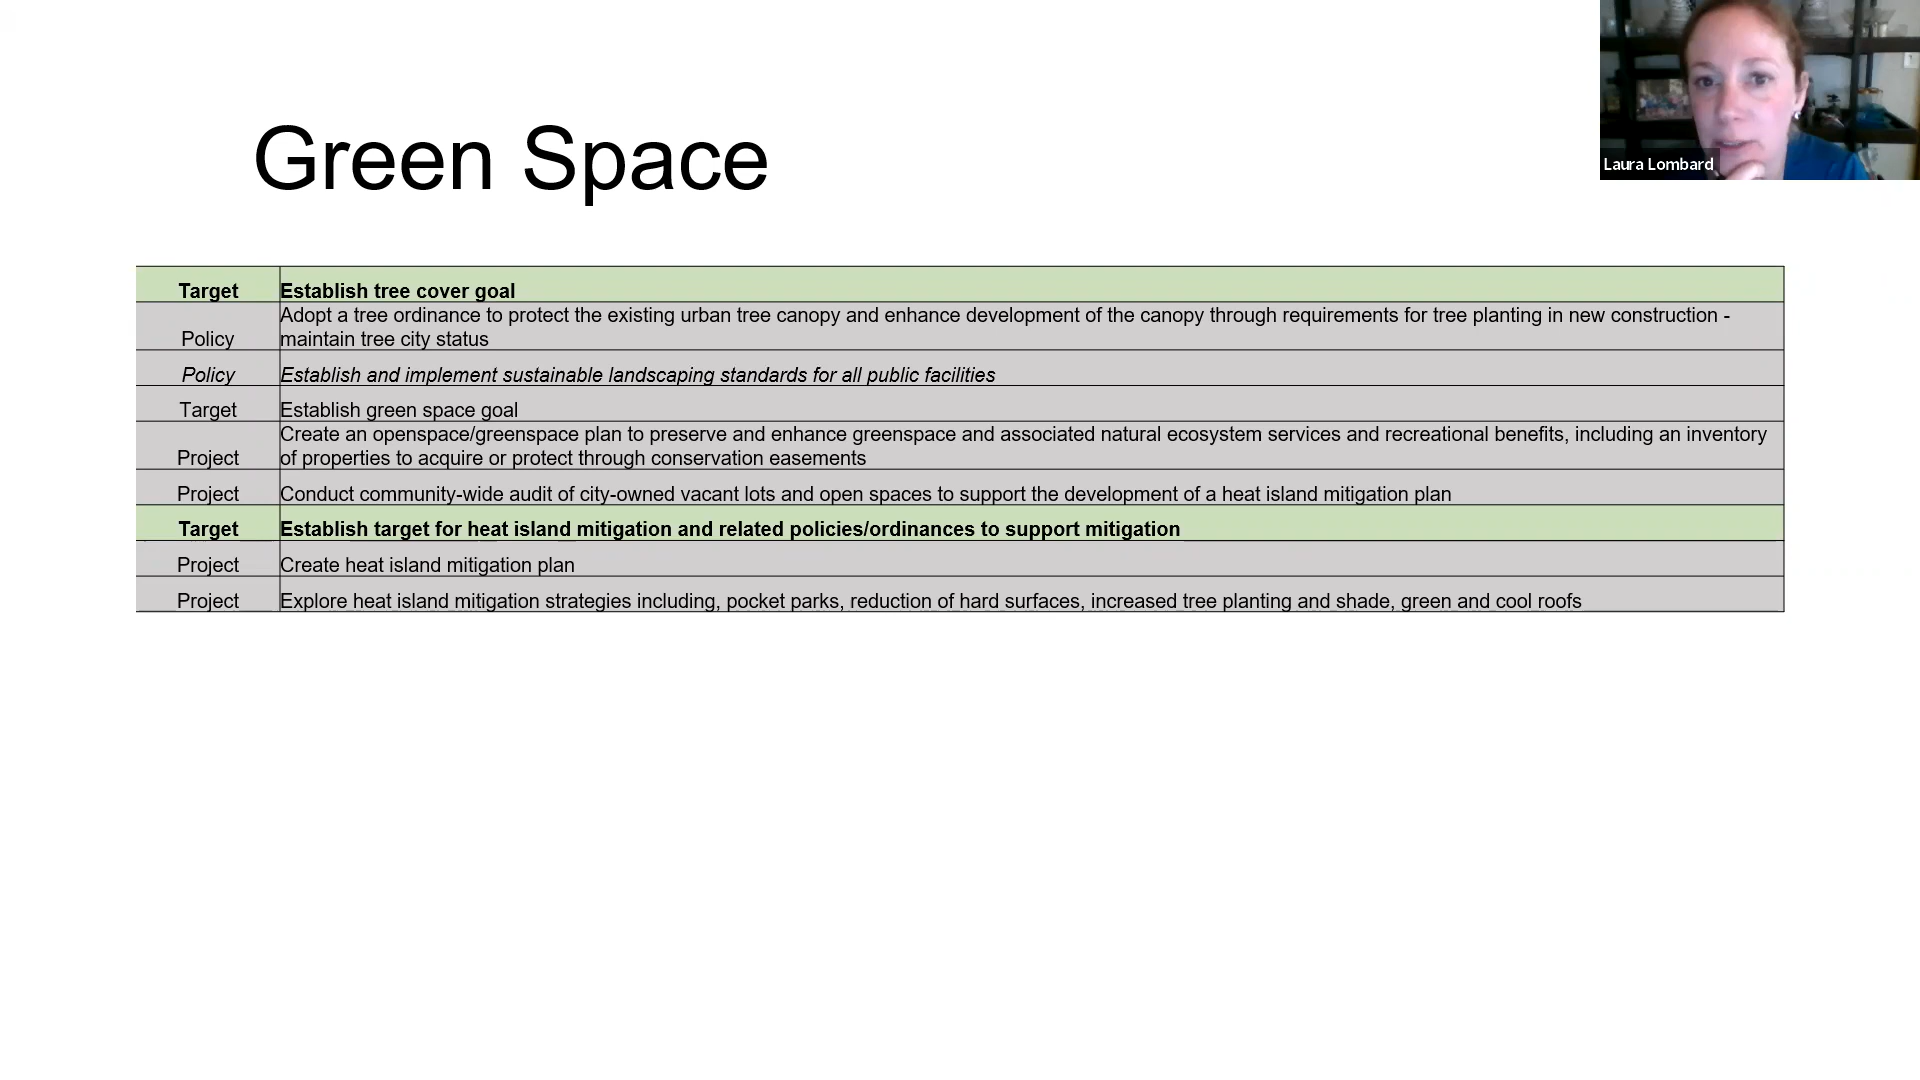 Laura Lombard
Green Space
Target Establish tree cover goal
Adopt a tree ordinance to protect the existing urban tree canopy and enhance development of the canopy through requirements for tree planting in new construction -
Policy maintain tree city status
Policy Establish and implement sustainable landscaping standards for all public facilities
Target Establish green space goal
Create an openspace/greenspace plan to preserve and enhance greenspace and associated natural ecosystem services and recreational benefits, including an inventory
Project of properties to acquire or protect through conservation easements
Project Conduct community-wide audit of city-owned vacant lots and open spaces to support the development of a heat island mitigation plan
Target Establish target for heat island mitigation and related policies/ordinances to support mitigation
Project Create heat island mitigation plan
Project Explore heat island mitigation strategies including, pocket parks, reduction of hard surfaces, increased tree planting and shade, green and cool roofs